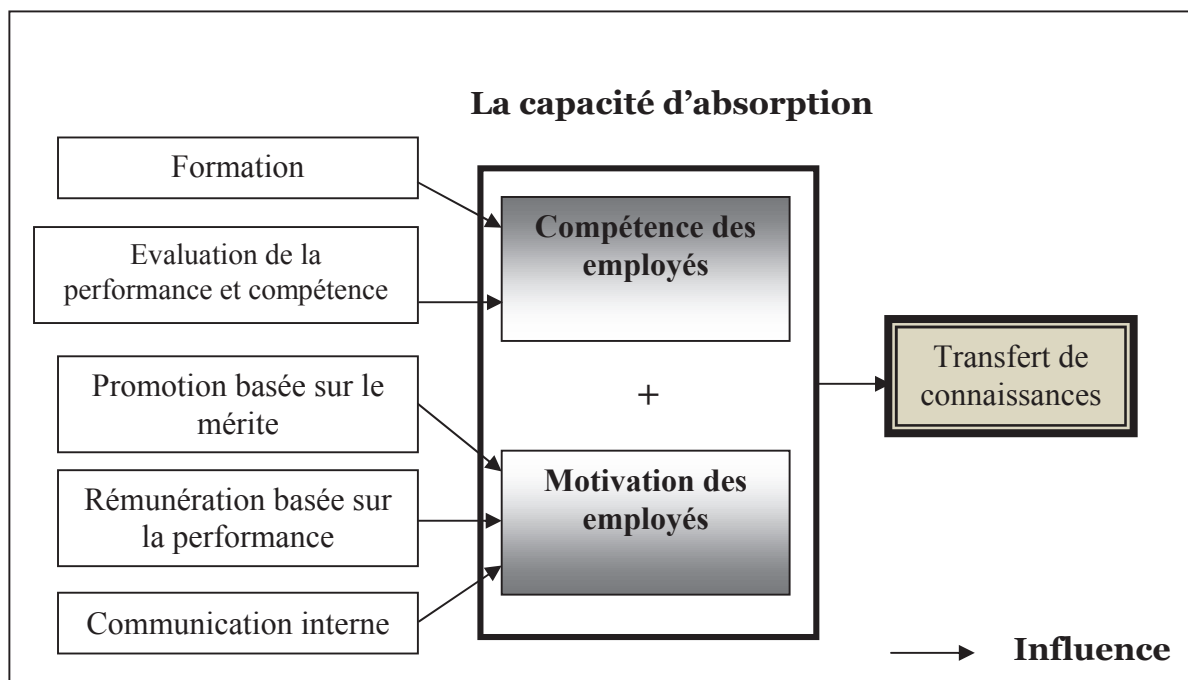 La capacité d’absorption
Formation
Evaluation de la
performance et compétence
Promotion basée sur le
mérite
Rémunération basée sur
la performance
Communication interne
Compétence des
employés
+
Motivation des
employés
Transfert de
connaissances
Influence